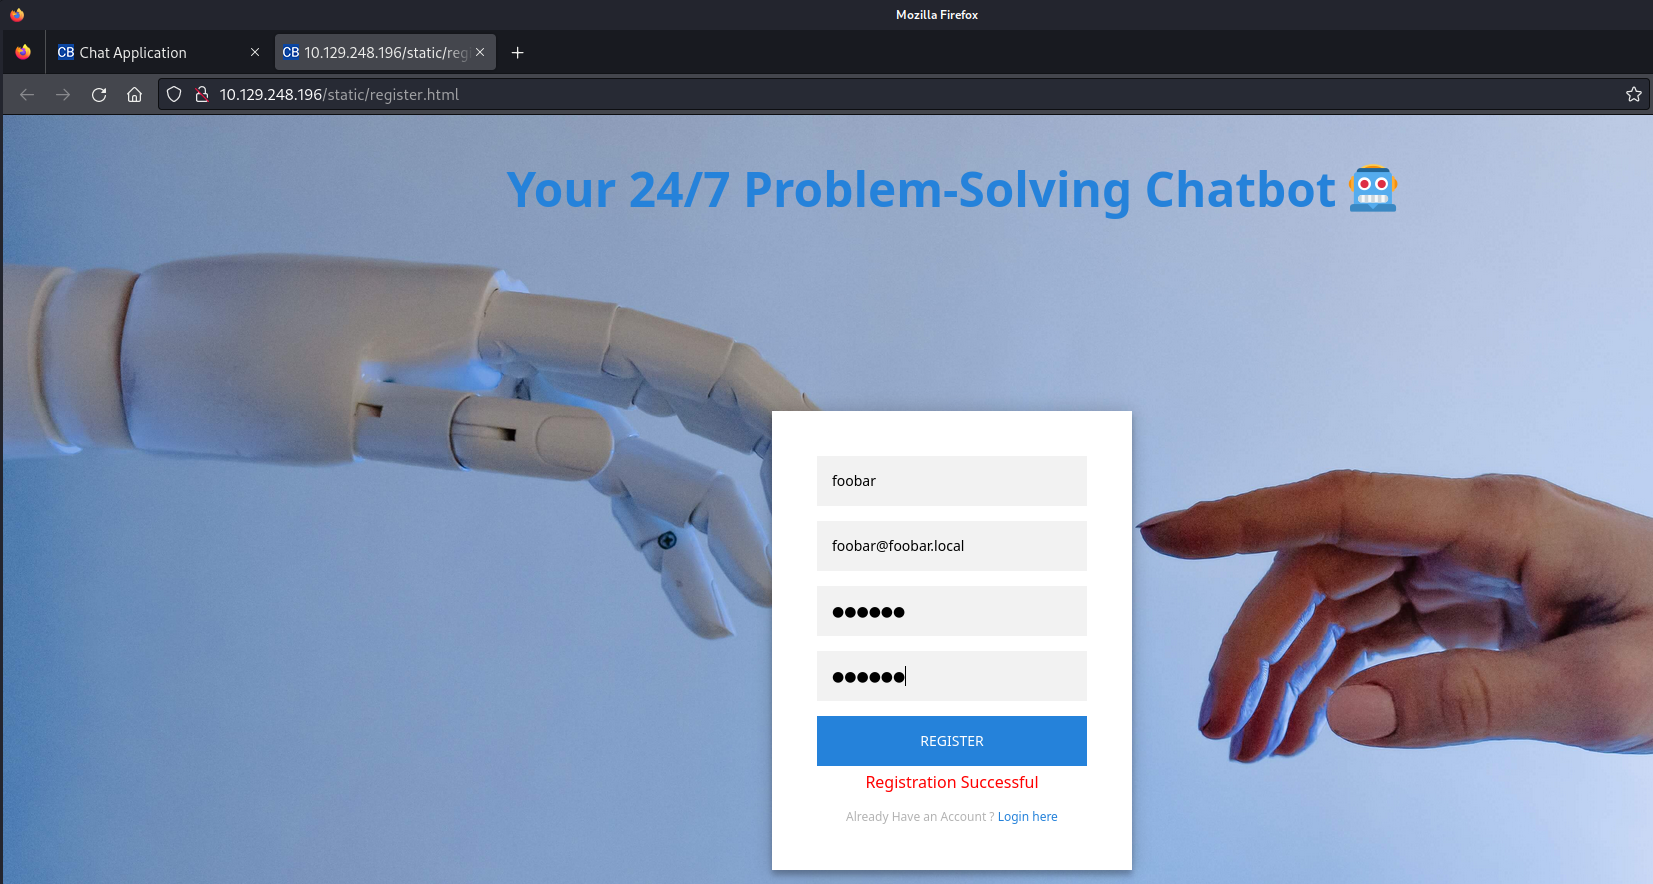 Mozilla Firefox
CB Chat Application
CB 10.129.248.196/static/reg
10.129.248.196/static/register.html
Your 24/7 Problem-Solving Chatbot
foobar
foobar@foobar.local
REGISTER
Registration Successful
Already Have an Account ? Login here